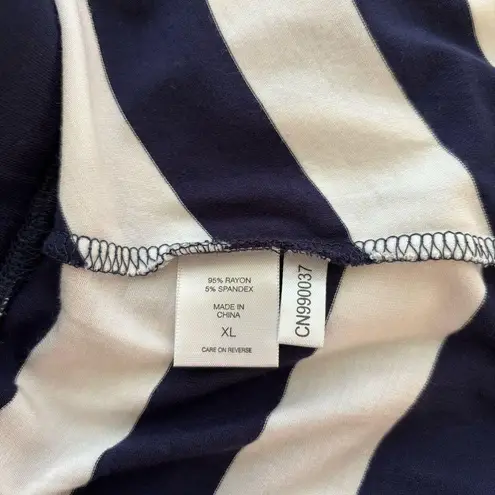 95% RAYON
5% SPANDEX
MADE IN
CHINA
XL
CARE ON REVERSE
CN990037